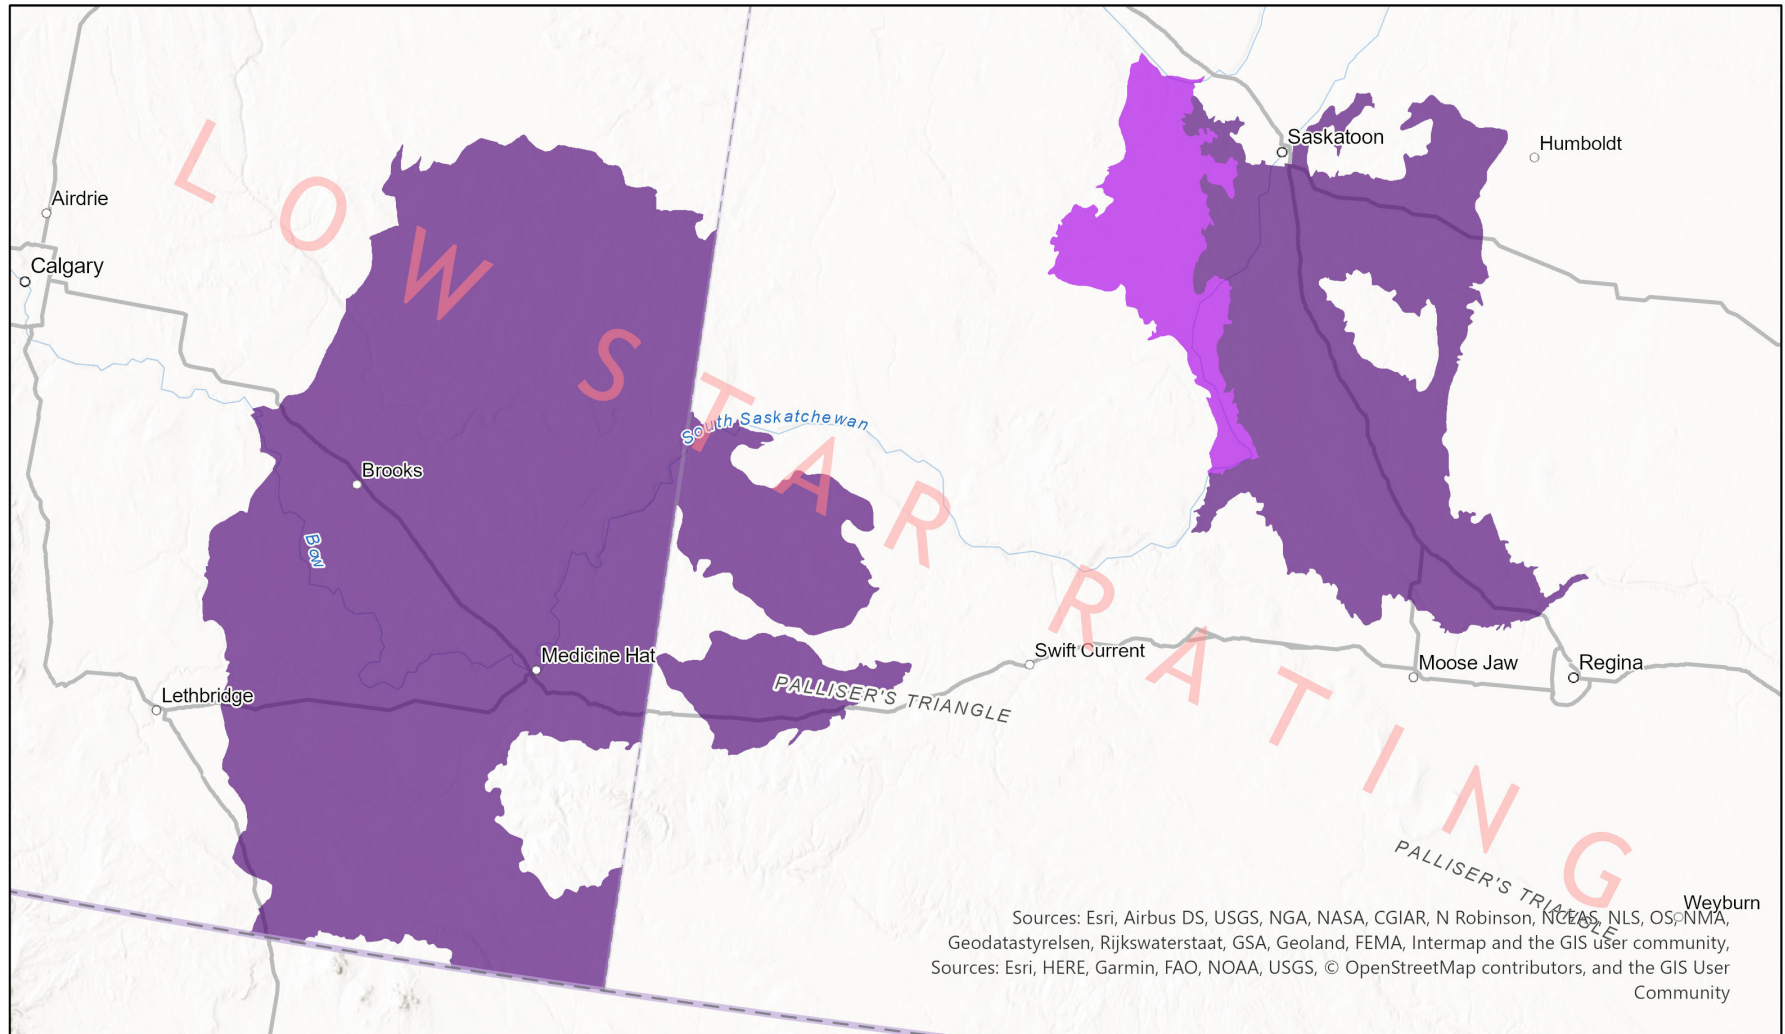 LOW STAR RATING
Saskatoon
Humboldt
Airdrie
Calgary
South Saskatchewan
Brooks
Bow
Medicine Hat
Swift Current
Moose Jaw
Regina
Lethbridge
PALLISER'S TRIANGLE
PALLISER'S TRIANGLE
Weyburn
Sources: Esri, Airbus DS, USGS, NGA, NASA, CGIAR, N Robinson, NCEAS, NLS, OS, NMA,
Geodatastyrelsen, Rijkswaterstaat, GSA, Geoland, FEMA, Intermap and the GIS user community,
Sources: Esri, HERE, Garmin, FAO, NOAA, USGS, © OpenStreetMap contributors, and the GIS User
Community